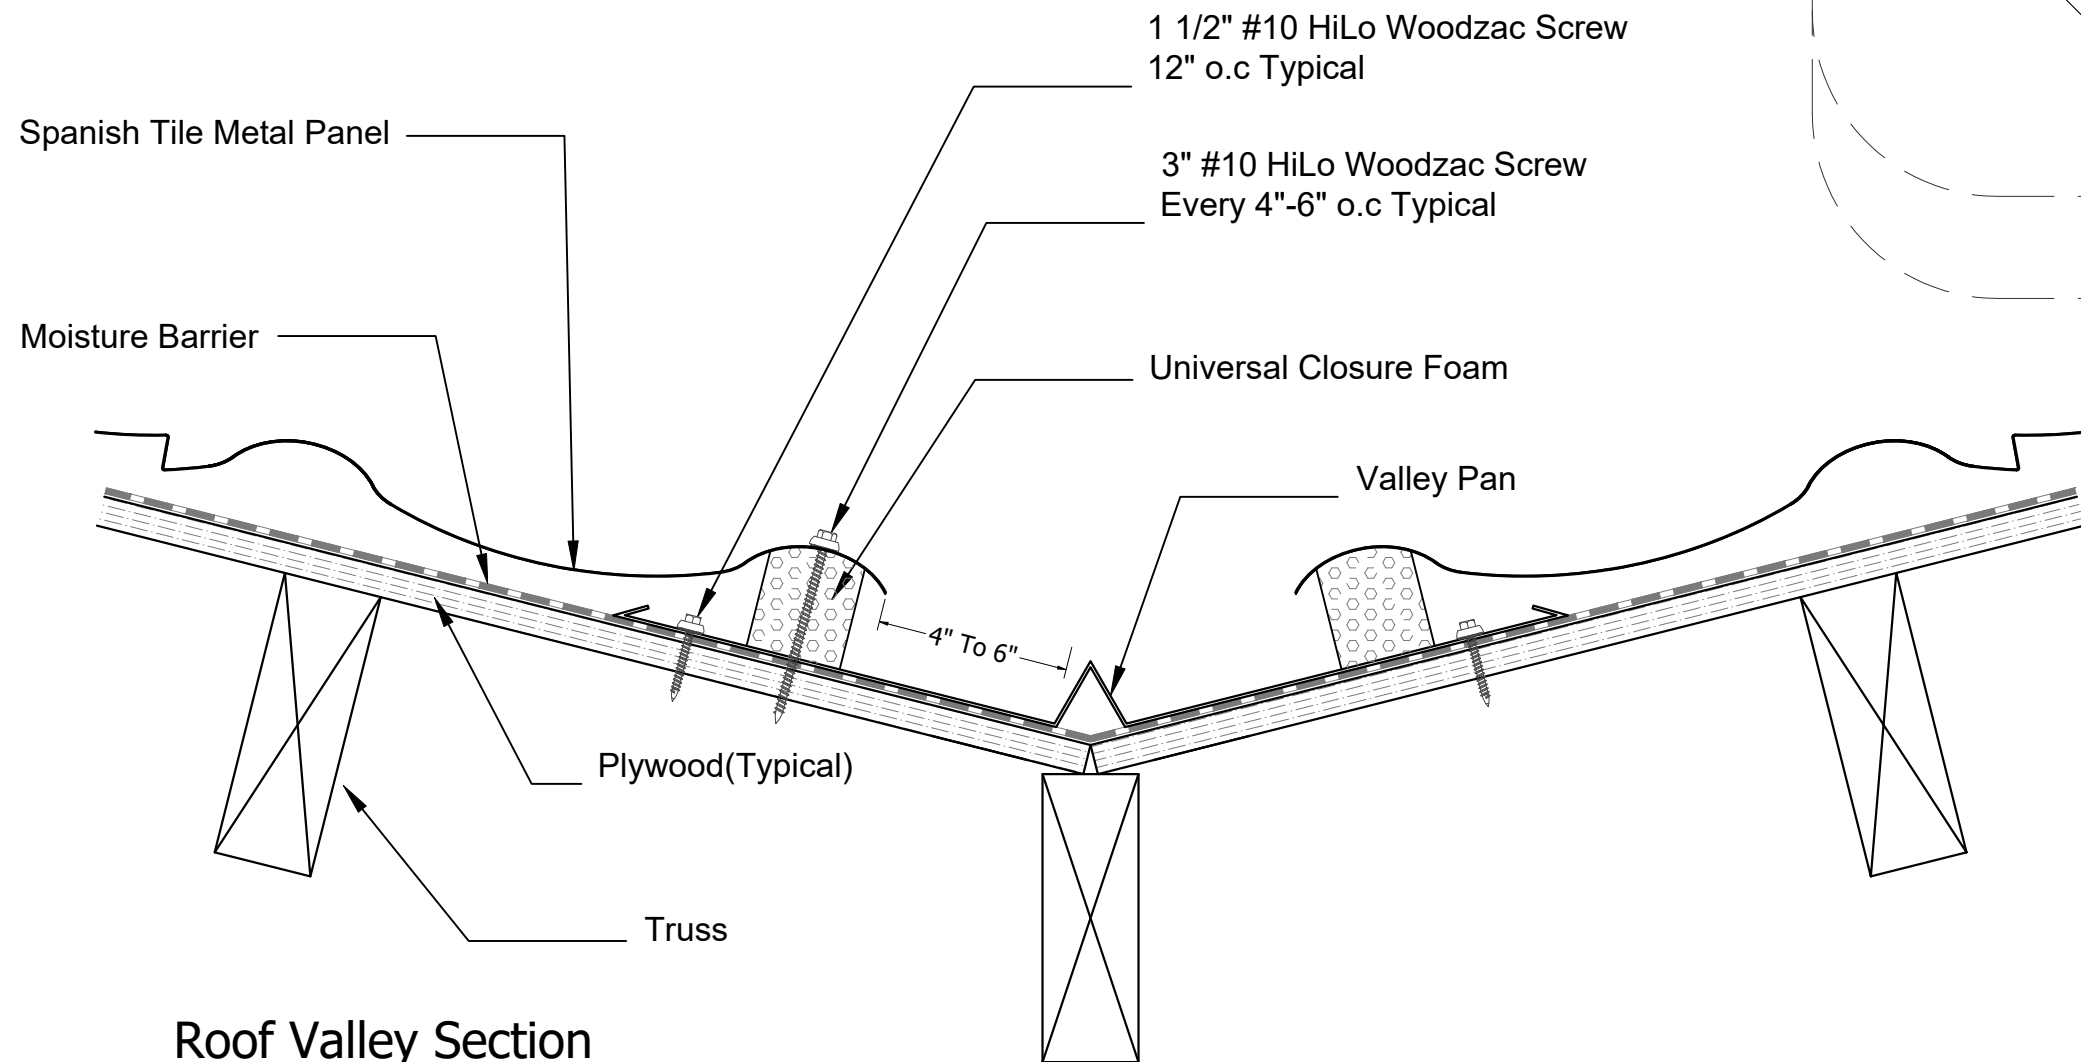 1 1/2" #10 HiLo Woodzac Screw
12" o.c Typical
Spanish Tile Metal Panel
3" #10 HiLo Woodzac Screw
Every 4"-6" o.c Typical
Moisture Barrier
Universal Closure Foam
Valley Pan
4" To 6"
Plywood(Typical)
Truss
Roof Valley Section